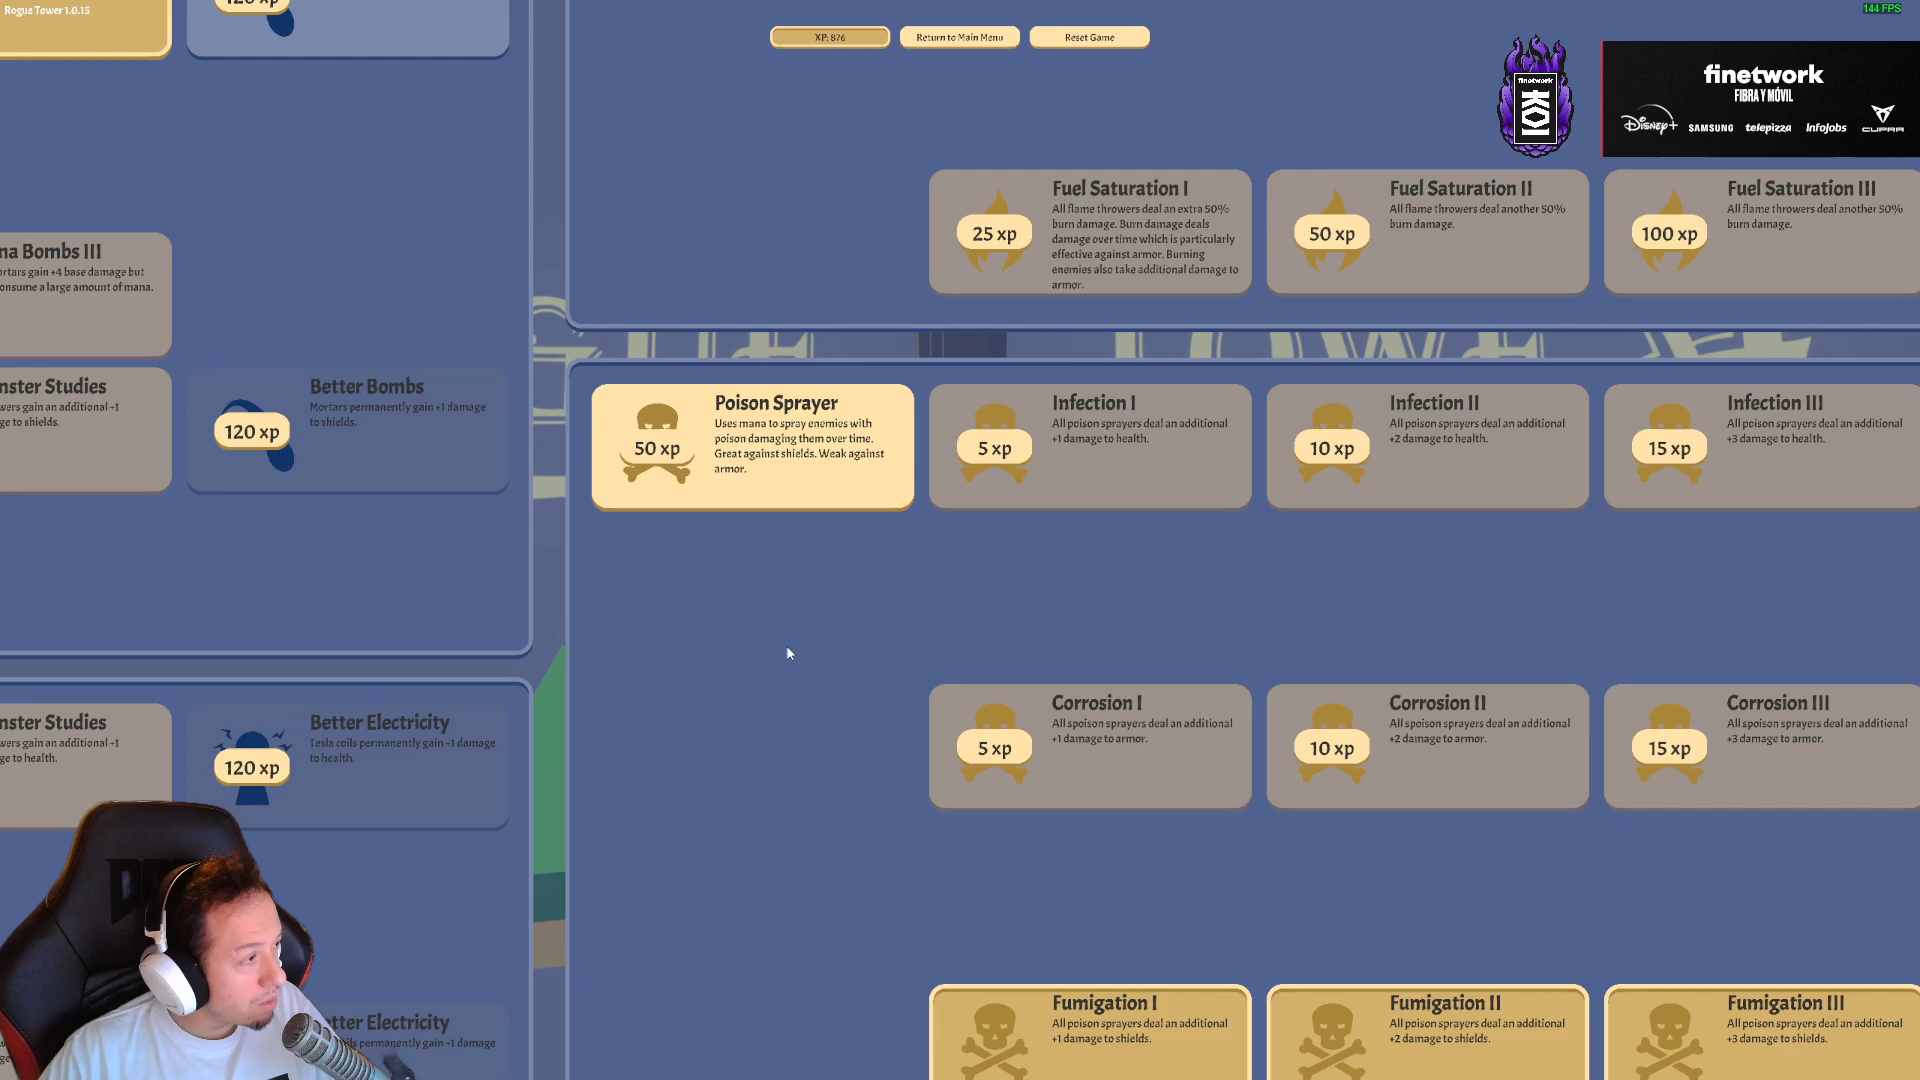 Rogue Tower 1.0.15
144 FPS
XP: 876
Return to Main Menu
Reset Game
finetwork
KOI
finetwork
FIBRA Y MÓVIL
Disney+
SAMSUNG
telepizza
InfoJobs
CUPRA
Fuel Saturation I
25 xp
All flame throwers deal an extra 50%
burn damage. Burn damage deals
damage over time which is particularly
effective against armor. Burning
enemies also take additional damage to
armor.
Fuel Saturation II
50 xp
All flame throwers deal another 50%
burn damage.
Fuel Saturation III
100 xp
All flame throwers deal another 50%
burn damage.
na Bombs III
ortars gain +4 base damage but
onsume a large amount of mana.
nster Studies
wers gain an additional +1
ge to shields.
Better Bombs
120 xp
Mortars permanently gain +1 damage
to shields.
Poison Sprayer
50 xp
Uses mana to spray enemies with
poison damaging them over time.
Great against shields. Weak against
armor.
Infection I
5 xp
All poison sprayers deal an additional
+1 damage to health.
Infection II
10 xp
All poison sprayers deal an additional
+2 damage to health.
Infection III
15 xp
All poison sprayers deal an additional
+3 damage to health.
nster Studies
wers gain an additional +1
ge to health.
Better Electricity
120 xp
Tesla coils permanently gain +1 damage
to health.
Corrosion I
5 xp
All spoison sprayers deal an additional
+1 damage to armor.
Corrosion II
10 xp
All spoison sprayers deal an additional
+2 damage to armor.
Corrosion III
15 xp
All spoison sprayers deal an additional
+3 damage to armor.
tter Electricity
ils permanently gain +1 damage
Fumigation I
All poison sprayers deal an additional
+1 damage to shields.
Fumigation II
All poison sprayers deal an additional
+2 damage to shields.
Fumigation III
All poison sprayers deal an additional
+3 damage to shields.